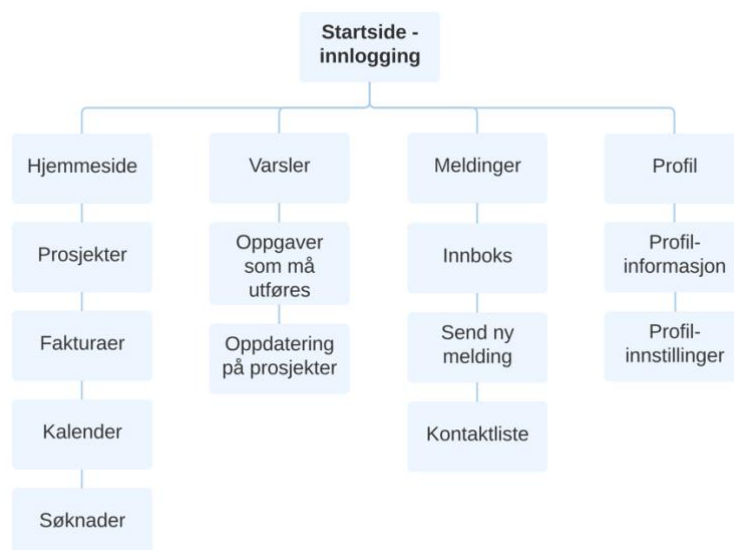 Startside -
innlogging
Hjemmeside
Varsler
Meldinger
Profil
Prosjekter
Oppgaver
som må
utføres
Innboks
Profil-
informasjon
Fakturaer
Oppdatering
på prosjekter
Send ny
melding
Profil-
innstillinger
Kalender
Kontaktliste
Søknader